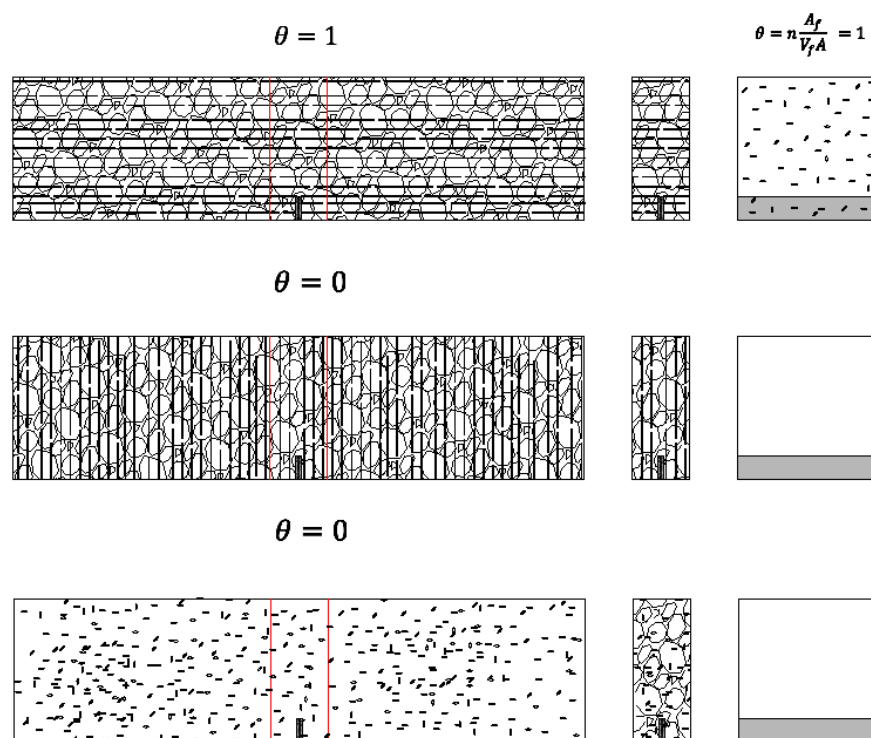 θ = 1
θ = n A_f / V_f A = 1
θ = 0
θ = 0